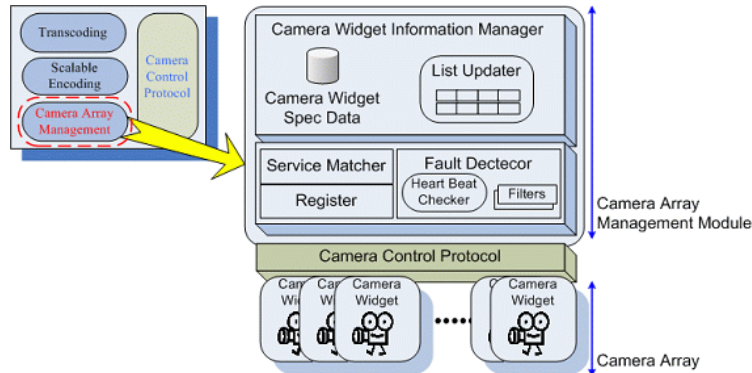 Transcoding
Scalable
Encoding
Camera Array
Management
Camera
Control
Protocol
Camera Widget Information Manager
Camera Widget
Spec Data
List Updater
Service Matcher
Register
Fault Dectecor
Heart Beat
Checker
Filters
Camera Array
Management Module
Camera Control Protocol
Camera
Widget
Camera
Widget
Camera
Widget
Camera
Widget
Camera Array